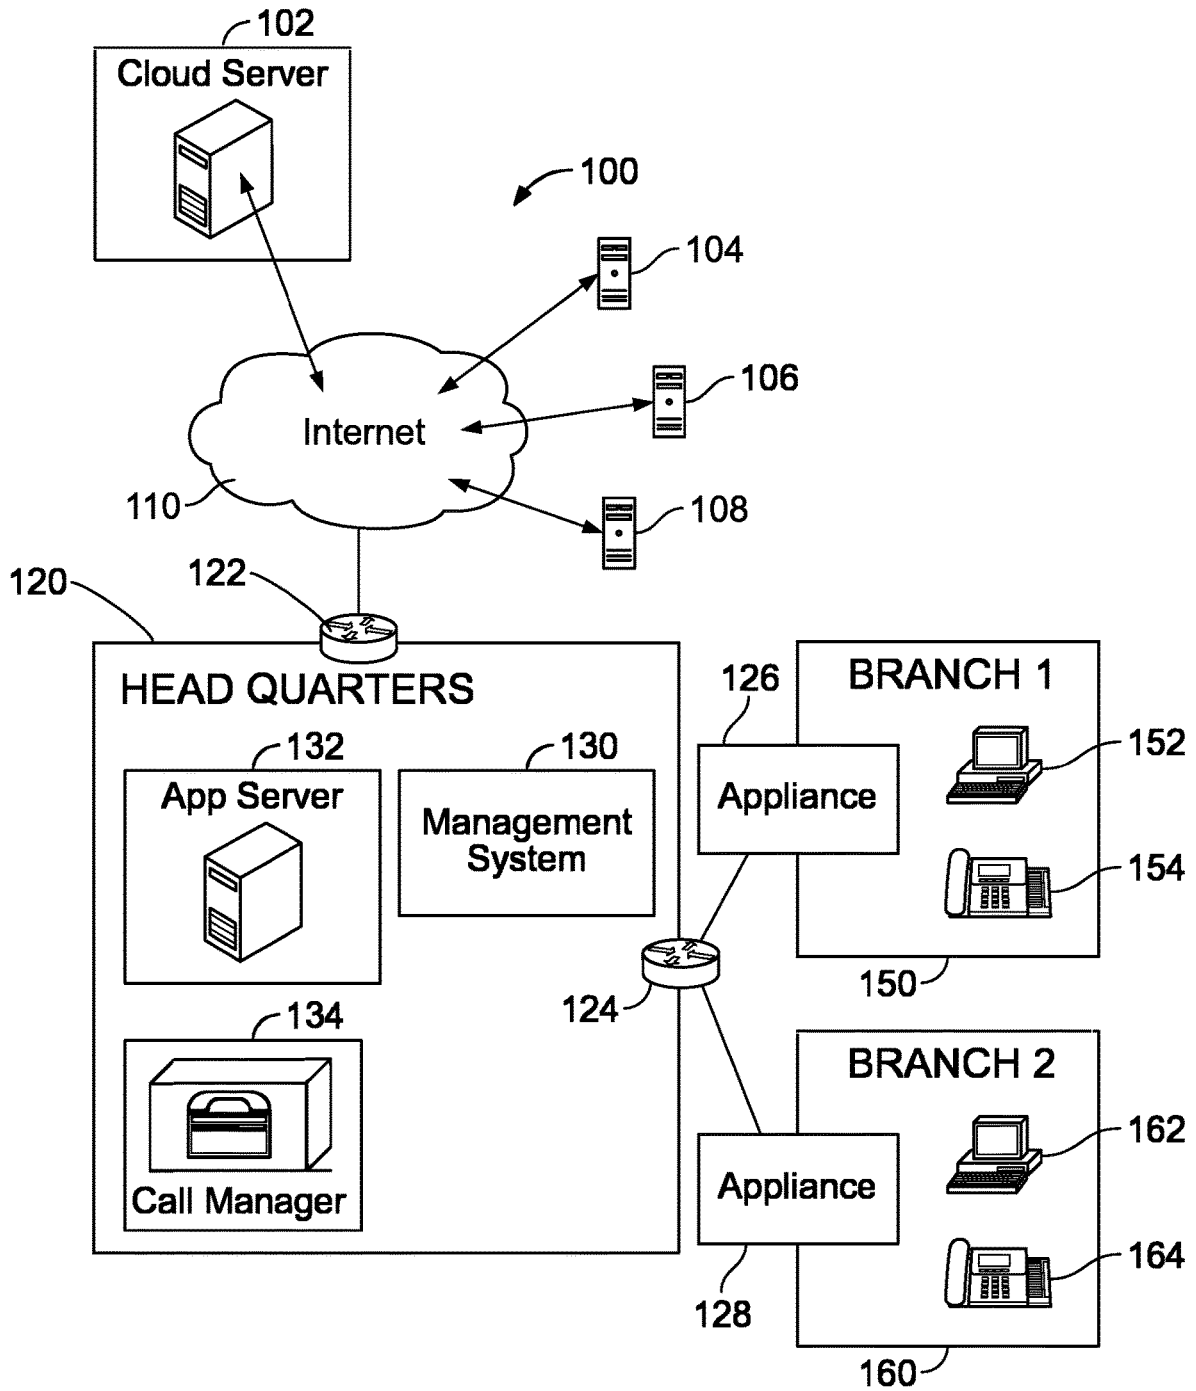 102
Cloud Server
100
104
106
Internet
110
108
122
120
HEAD QUARTERS
126
BRANCH 1
132
130
152
App Server
Management
System
Appliance
154
124
150
134
BRANCH 2
162
Call Manager
Appliance
164
128
160